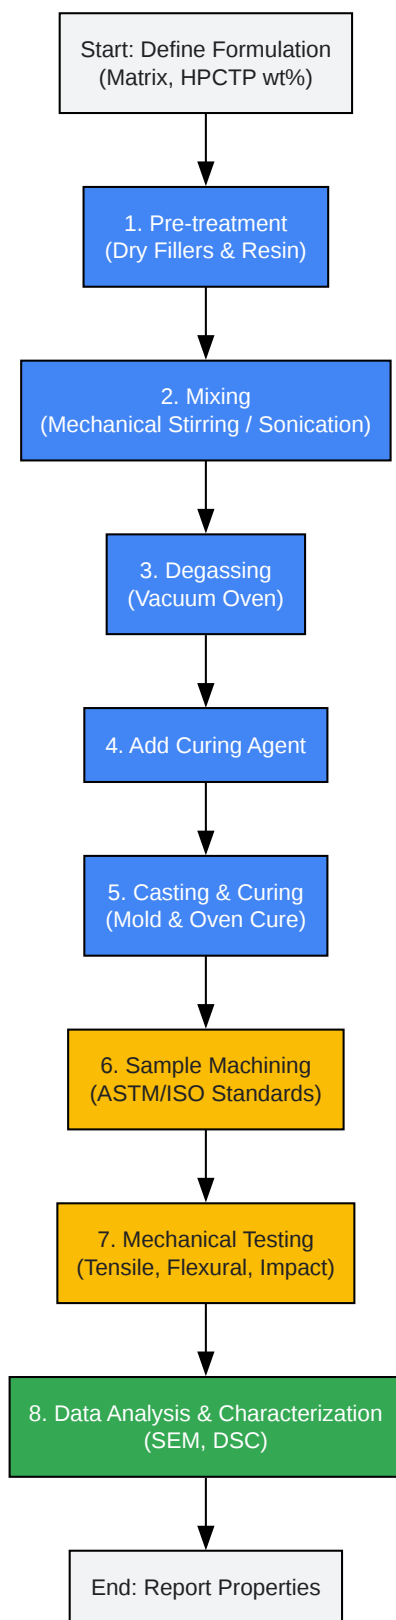 Start: Define Formulation
(Matrix, HPCTP wt%)
1. Pre-treatment
(Dry Fillers & Resin)
2. Mixing
(Mechanical Stirring / Sonication)
3. Degassing
(Vacuum Oven)
4. Add Curing Agent
5. Casting & Curing
(Mold & Oven Cure)
6. Sample Machining
(ASTM/ISO Standards)
7. Mechanical Testing
(Tensile, Flexural, Impact)
8. Data Analysis & Characterization
(SEM, DSC)
End: Report Properties